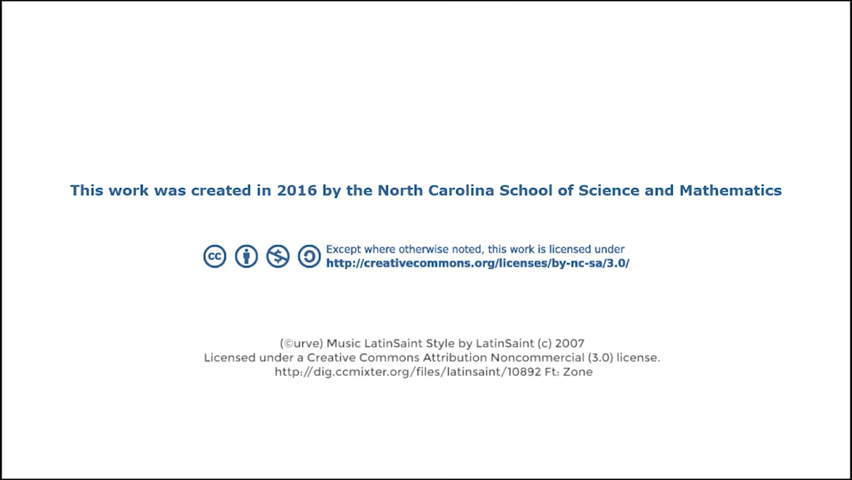 This work was created in 2016 by the North Carolina School of Science and Mathematics
cc
Except where otherwise noted, this work is licensed under
http://creativecommons.org/licenses/by-nc-sa/3.0/
(©urve) Music LatinSaint Style by LatinSaint (c) 2007
Licensed under a Creative Commons Attribution Noncommercial (3.0) license.
http://dig.ccmixter.org/files/latinsaint/10892 Ft: Zone